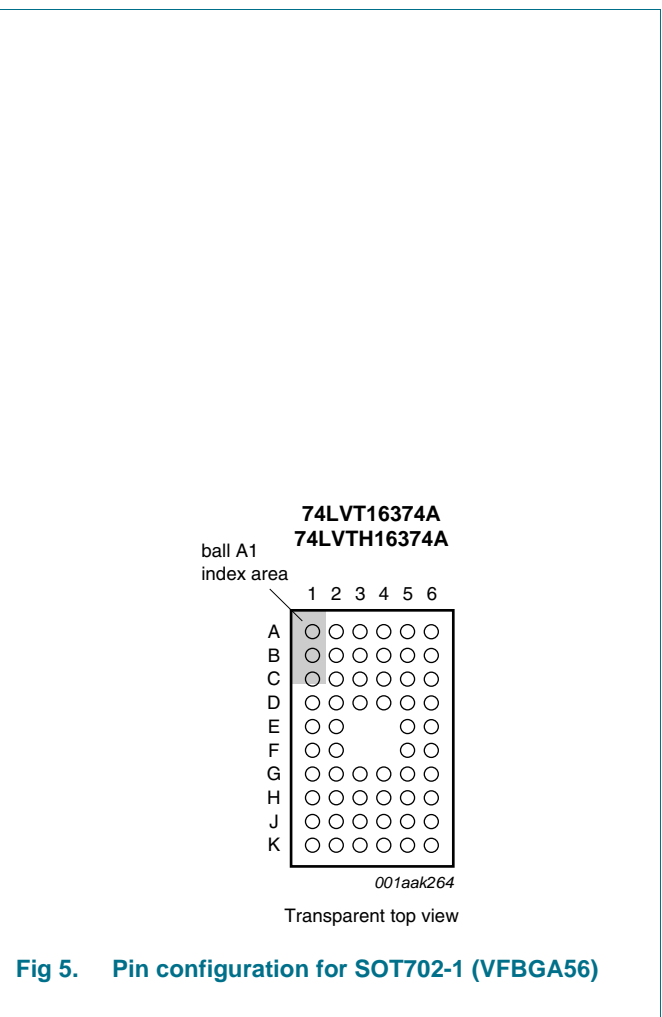 74LVT16374A
74LVTH16374A
ball A1
index area
1 2 3 4 5 6
A
B
C
D
E
F
G
H
J
K
001aak264
Transparent top view
Fig 5. Pin configuration for SOT702-1 (VFBGA56)